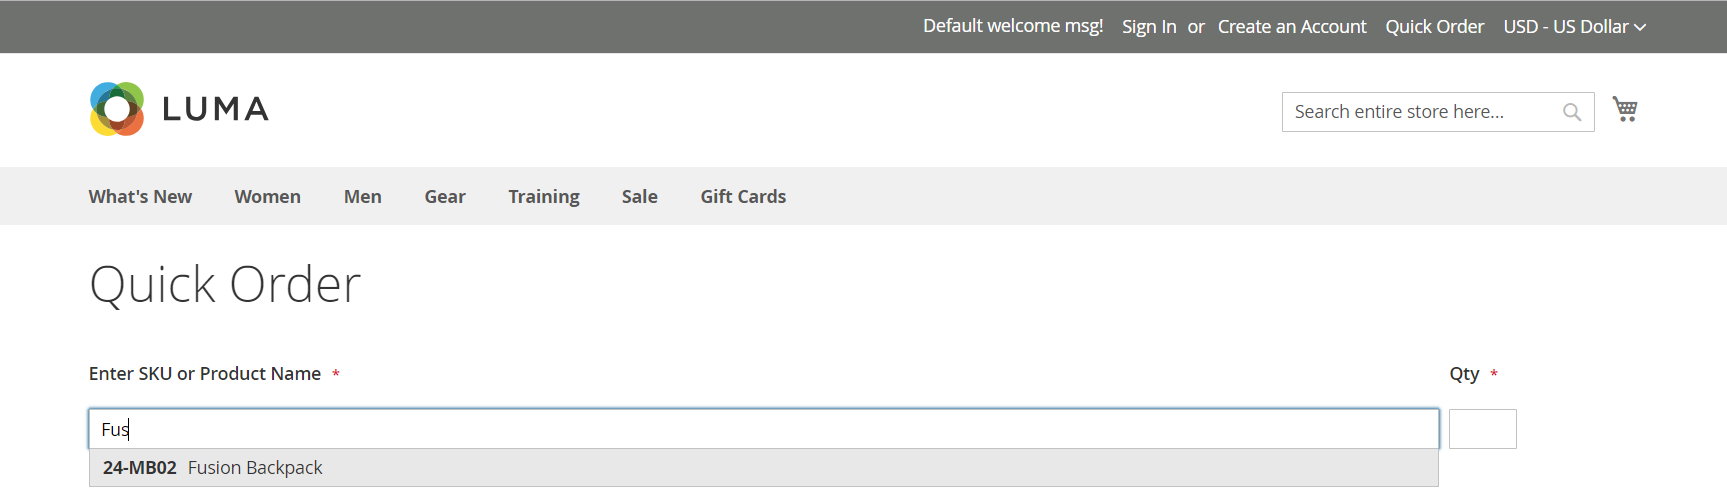 Default welcome msg! Sign In or Create an Account Quick Order USD - US Dollar
LUMA
Search entire store here...
What's New Women Men Gear Training Sale Gift Cards
Quick Order
Enter SKU or Product Name * Qty *
Fus
24-MB02 Fusion Backpack